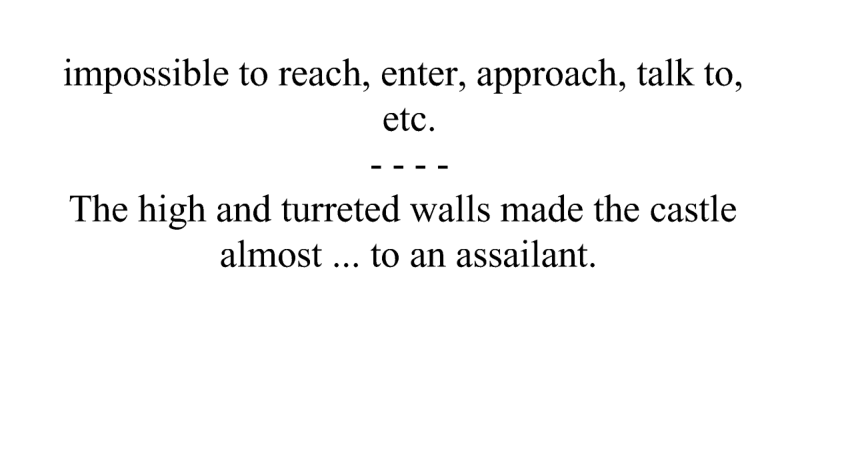 impossible to reach, enter, approach, talk to,
etc.
- - - -
The high and turreted walls made the castle
almost ... to an assailant.